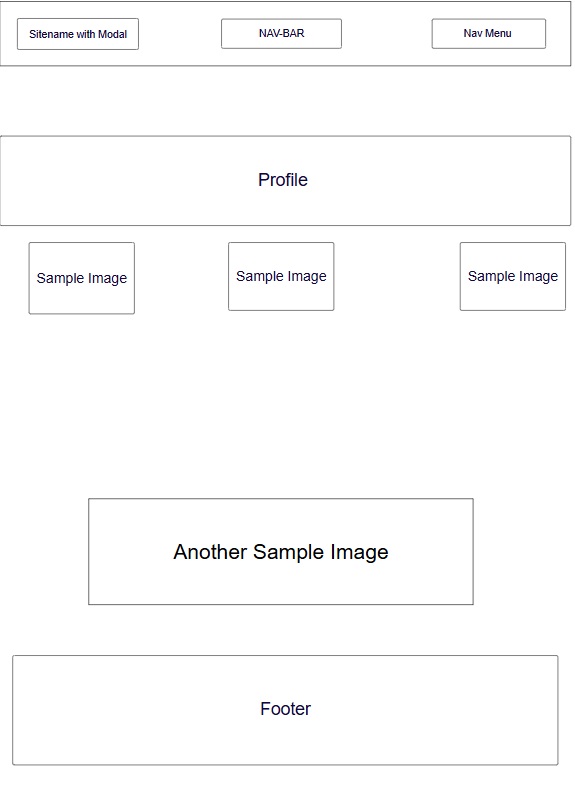 Sitename with Modal
NAV-BAR
Nav Menu
Profile
Sample Image
Sample Image
Sample Image
Another Sample Image
Footer